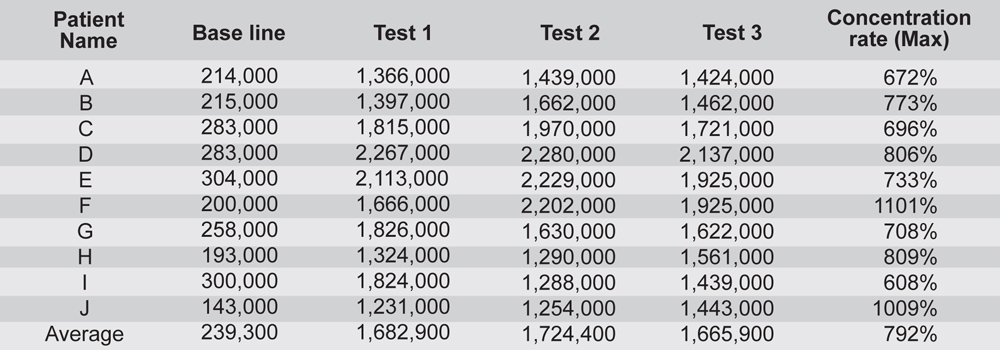 Patient Name Base line Test 1 Test 2 Test 3 Concentration rate (Max)
A 214,000 1,366,000 1,439,000 1,424,000 672%
B 215,000 1,397,000 1,662,000 1,462,000 773%
C 283,000 1,815,000 1,970,000 1,721,000 696%
D 283,000 2,267,000 2,280,000 2,137,000 806%
E 304,000 2,113,000 2,229,000 1,925,000 733%
F 200,000 1,666,000 2,202,000 1,925,000 1101%
G 258,000 1,826,000 1,630,000 1,622,000 708%
H 193,000 1,324,000 1,290,000 1,561,000 809%
I 300,000 1,824,000 1,288,000 1,439,000 608%
J 143,000 1,231,000 1,254,000 1,443,000 1009%
Average 239,300 1,682,900 1,724,400 1,665,900 792%